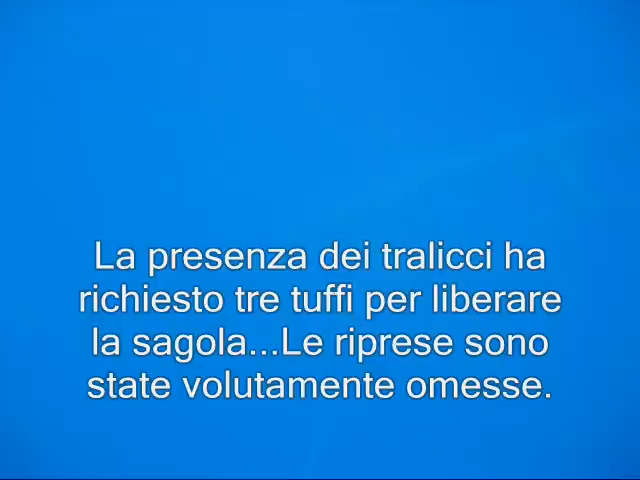 La presenza dei tralicci ha
richiesto tre tuffi per liberare
la sagola...Le riprese sono
state volutamente omesse.